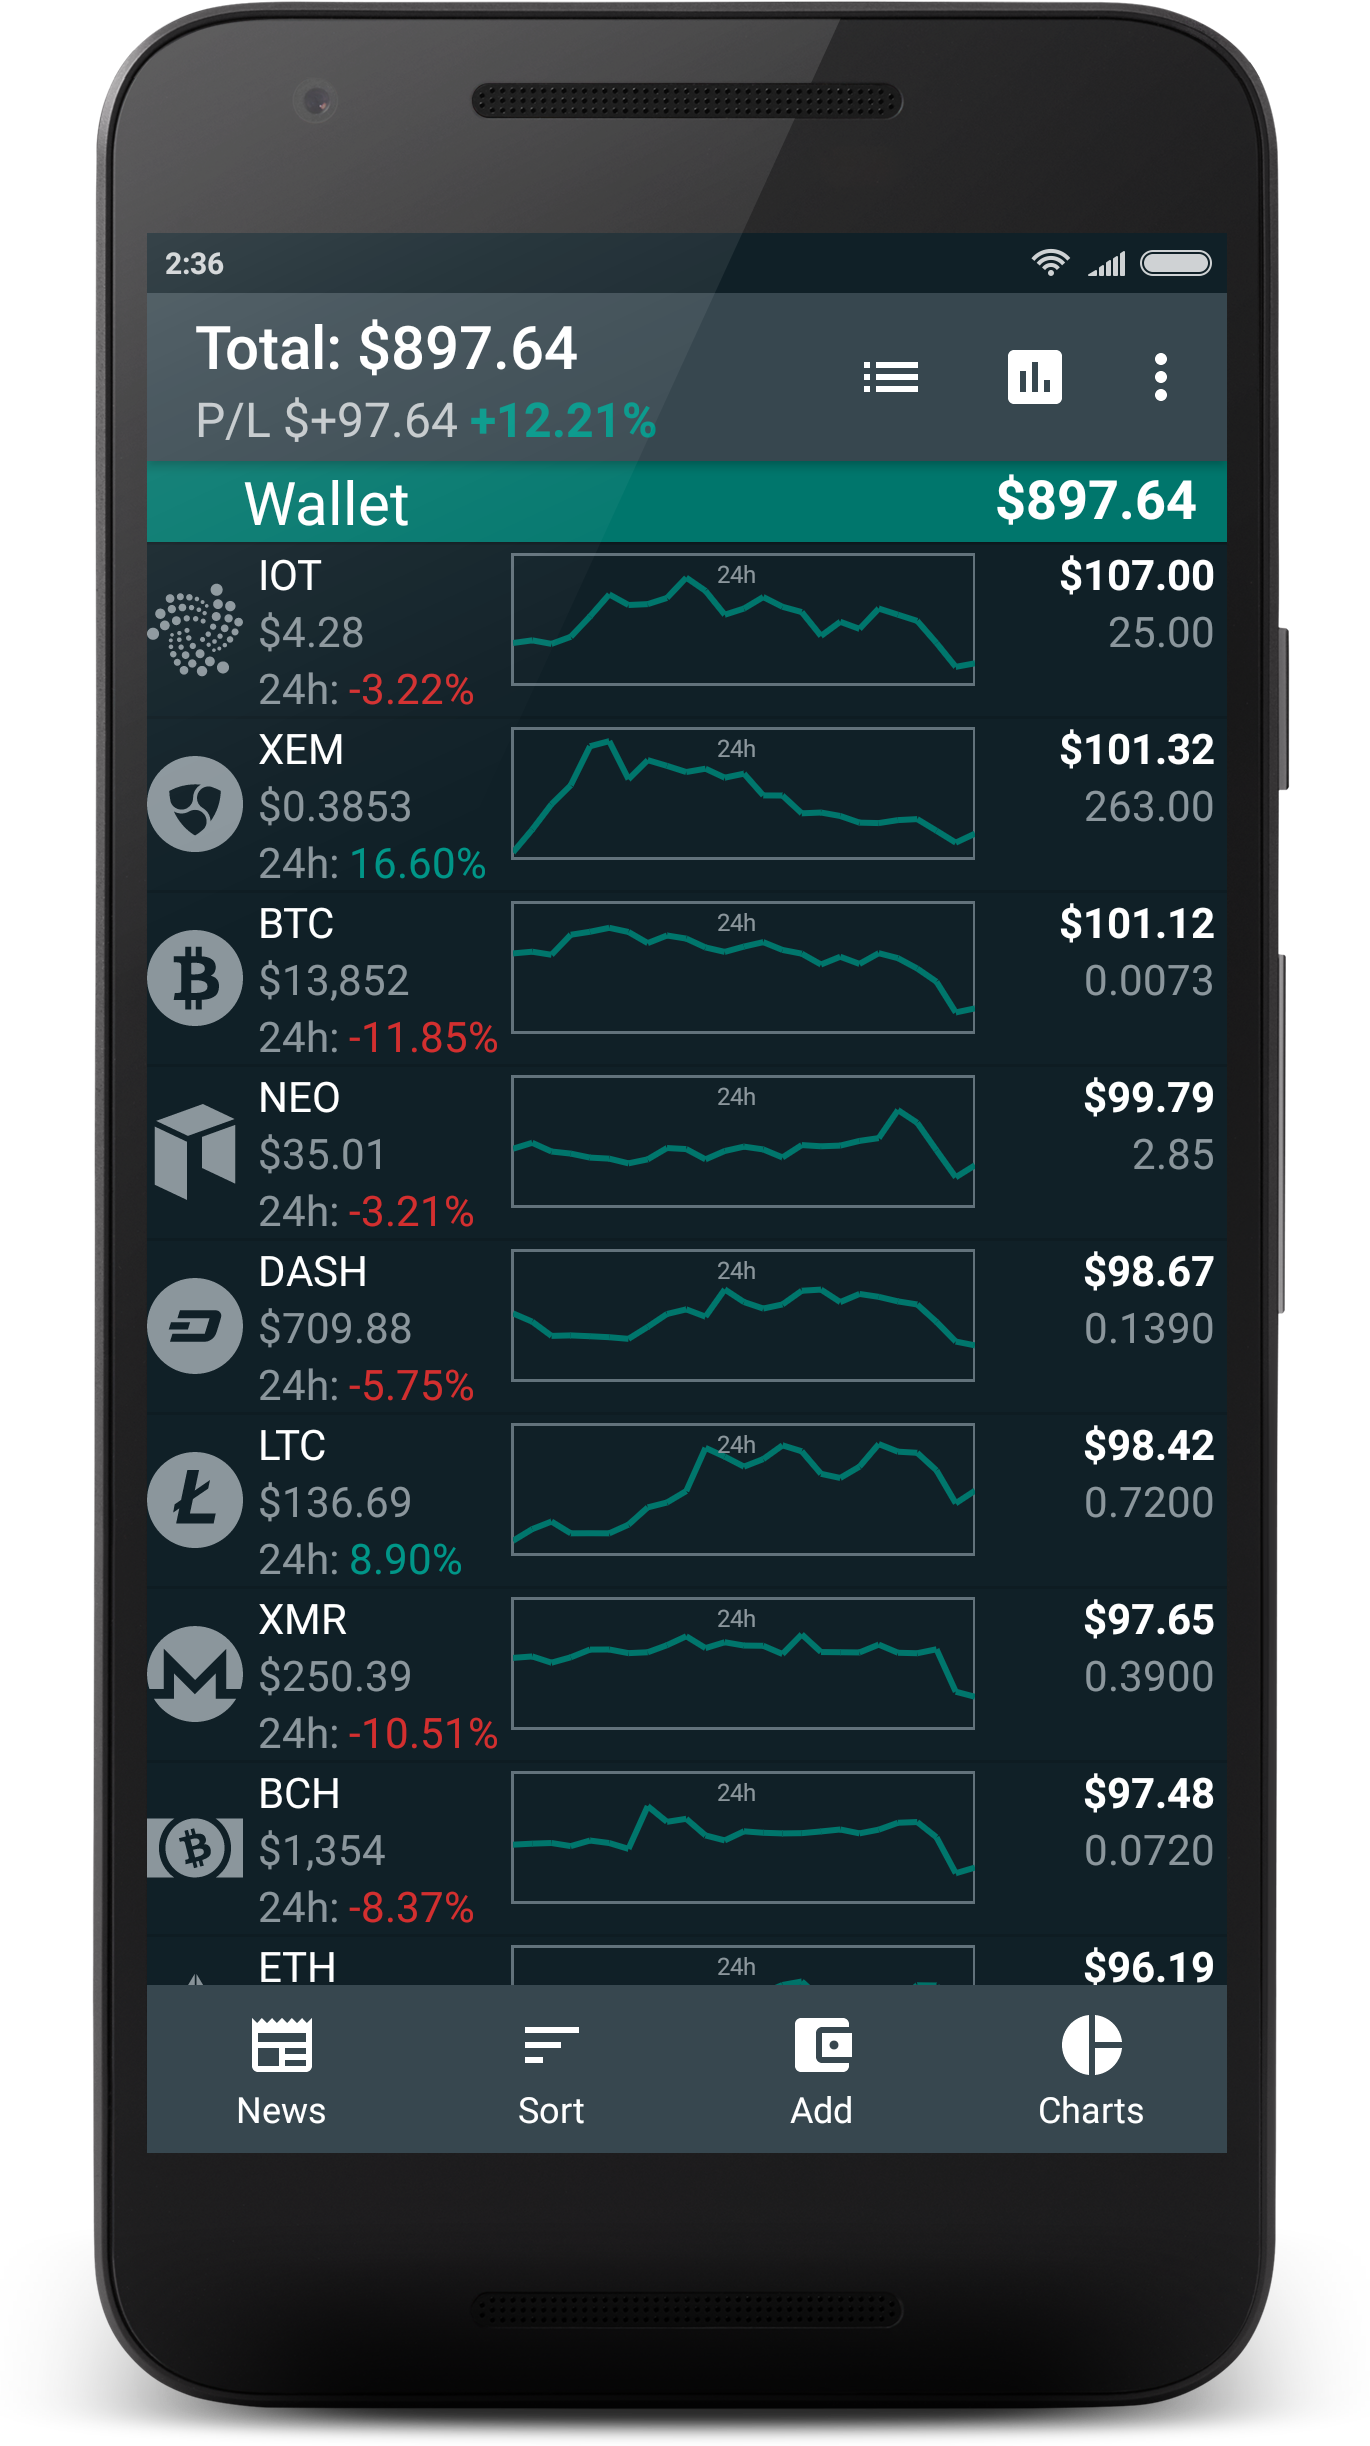 2:36
Total: $897.64
P/L $+97.64 +12.21%
Wallet $897.64
IOT 24h $107.00
$4.28 25.00
24h: -3.22%
XEM 24h $101.32
$0.3853 263.00
24h: 16.60%
BTC 24h $101.12
$13,852 0.0073
24h: -11.85%
NEO 24h $99.79
$35.01 2.85
24h: -3.21%
DASH 24h $98.67
$709.88 0.1390
24h: -5.75%
LTC 24h $98.42
$136.69 0.7200
24h: 8.90%
XMR 24h $97.65
$250.39 0.3900
24h: -10.51%
BCH 24h $97.48
$1,354 0.0720
24h: -8.37%
ETH 24h $96.19
News Sort Add Charts